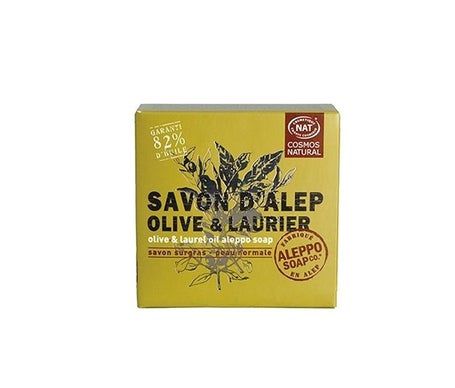 GARANTI
82%
D'HUILE
NAT
COSMOS
NATURAL
SAVON D'ALEP
OLIVE & LAURIER
olive & laurel oil aleppo soap
savon surgras - peau normale
FABRIQUÉ
ALEPPO
SOAP CO.
EN ALEP